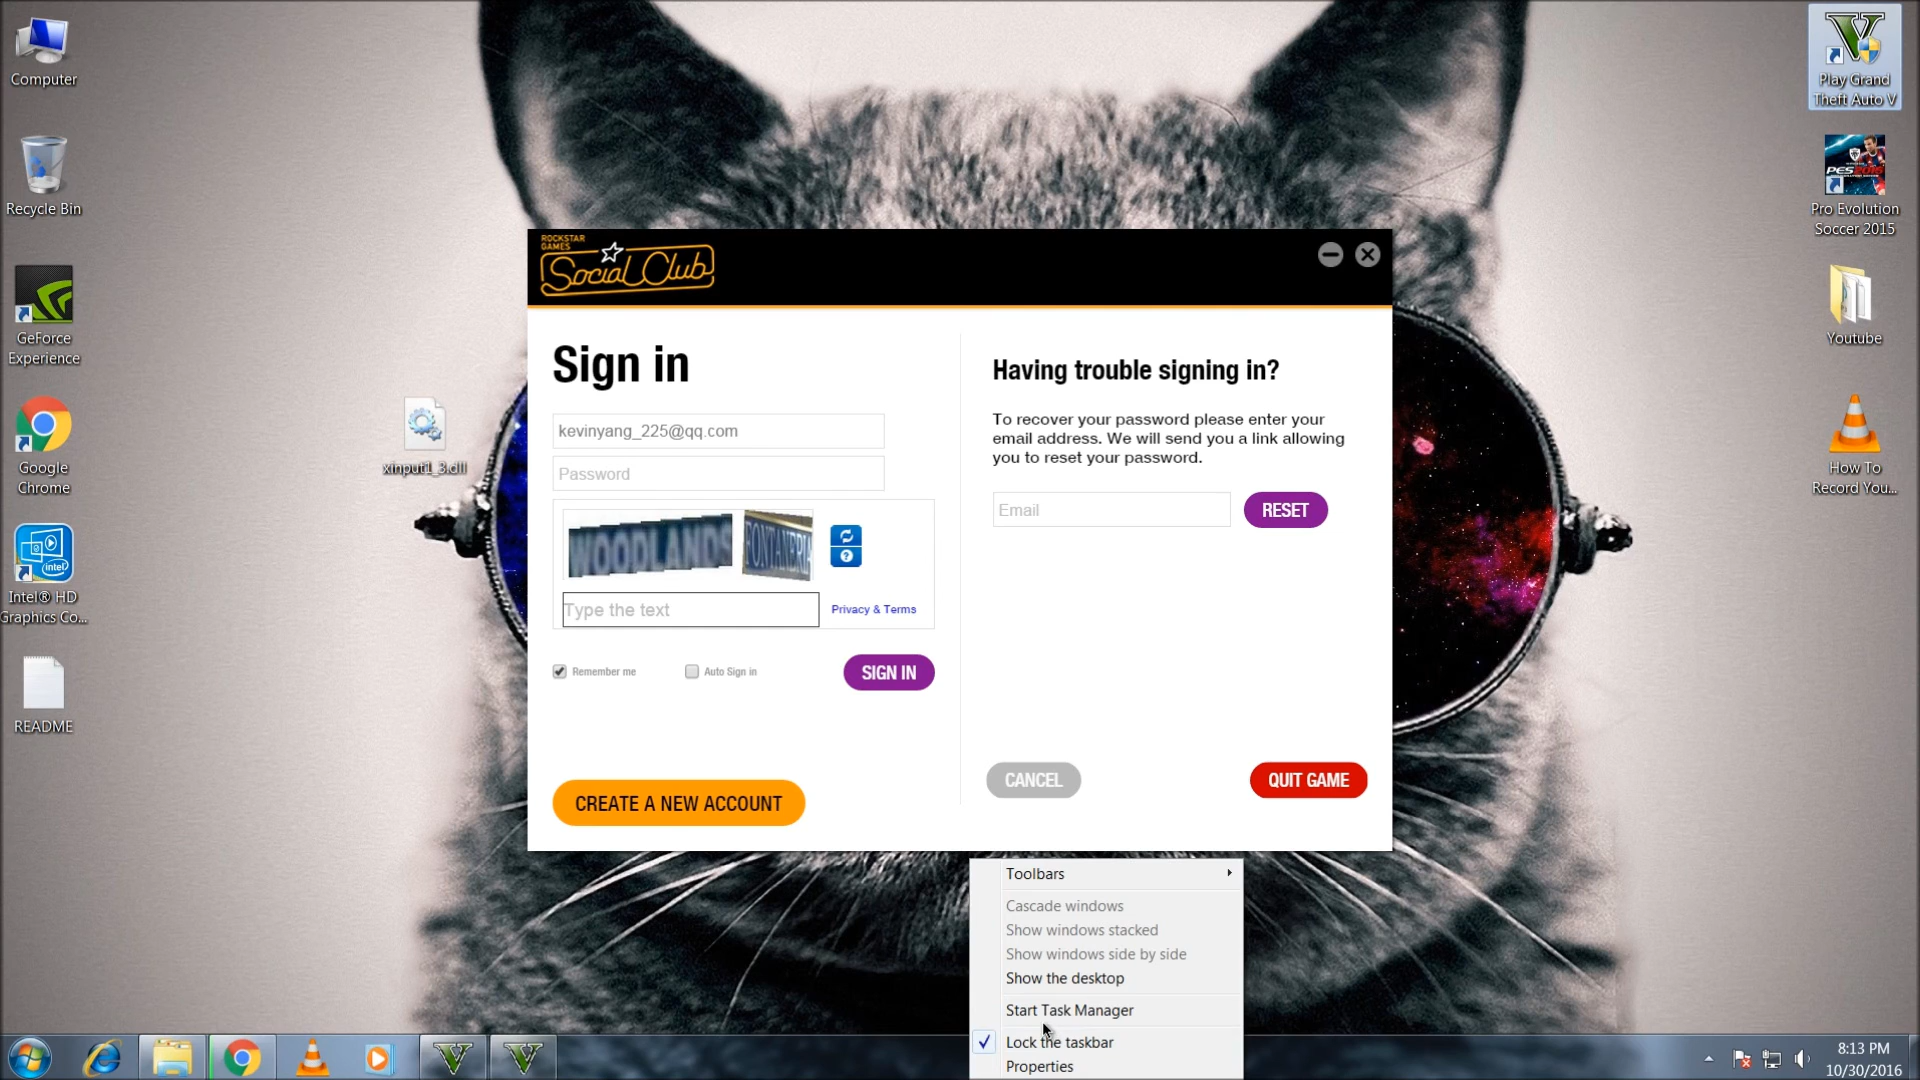 Computer
Recycle Bin
GeForce
Experience
Google
Chrome
intel
Intel® HD
Graphics Co...
README
xinput1_3.dll
ROCKSTAR
GAMES
Social Club
Sign in
kevinyang_225@qq.com
Password
WOODLANDS
Type the text
Privacy & Terms
Remember me
Auto Sign in
SIGN IN
CREATE A NEW ACCOUNT
Having trouble signing in?
To recover your password please enter your
email address. We will send you a link allowing
you to reset your password.
Email
RESET
CANCEL
QUIT GAME
Toolbars
Cascade windows
Show windows stacked
Show windows side by side
Show the desktop
Start Task Manager
Lock the taskbar
Properties
Play Grand
Theft Auto V
Pro Evolution
Soccer 2015
Youtube
How To
Record You...
8:13 PM
10/30/2016